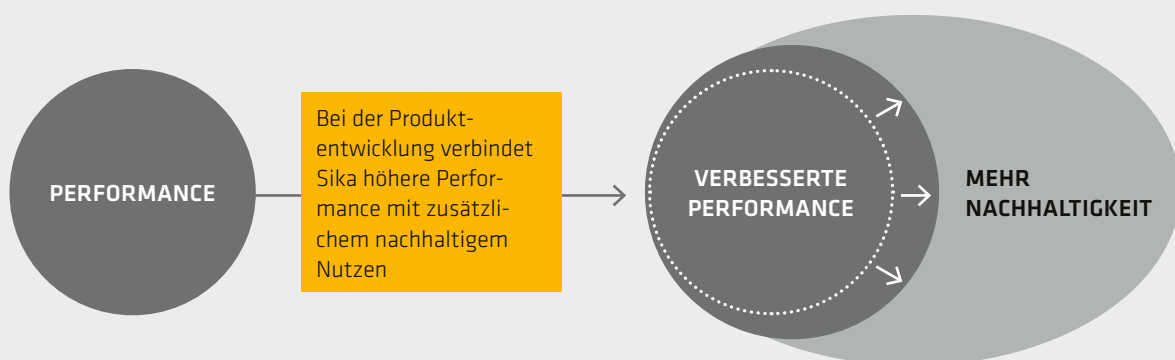 PERFORMANCE
Bei der Produkt-
entwicklung verbindet
Sika höhere Perfor-
mance mit zusätzli-
chem nachhaltigem
Nutzen
VERBESSERTE
PERFORMANCE
MEHR
NACHHALTIGKEIT